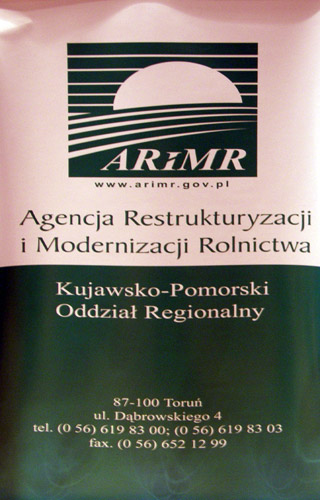 ARiMR
www.arimr.gov.pl
Agencja Restrukturyzacji
i Modernizacji Rolnictwa
Kujawsko-Pomorski
Oddział Regionalny
87-100 Toruń
ul. Dąbrowskiego 4
tel. (0 56) 619 83 00; (0 56) 619 83 03
fax. (0 56) 652 12 99